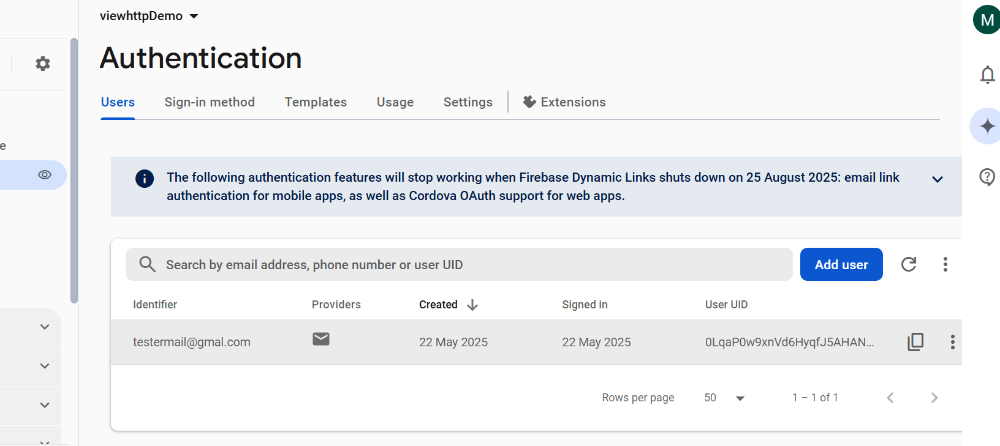 viewhttpDemo
M
Authentication
Users Sign-in method Templates Usage Settings Extensions
e
The following authentication features will stop working when Firebase Dynamic Links shuts down on 25 August 2025: email link
authentication for mobile apps, as well as Cordova OAuth support for web apps.
Search by email address, phone number or user UID Add user
Identifier Providers Created Signed in User UID
testermail@gmal.com 22 May 2025 22 May 2025 0LqaP0w9xnVd6HyqfJ5AHAN...
Rows per page 50 1 – 1 of 1